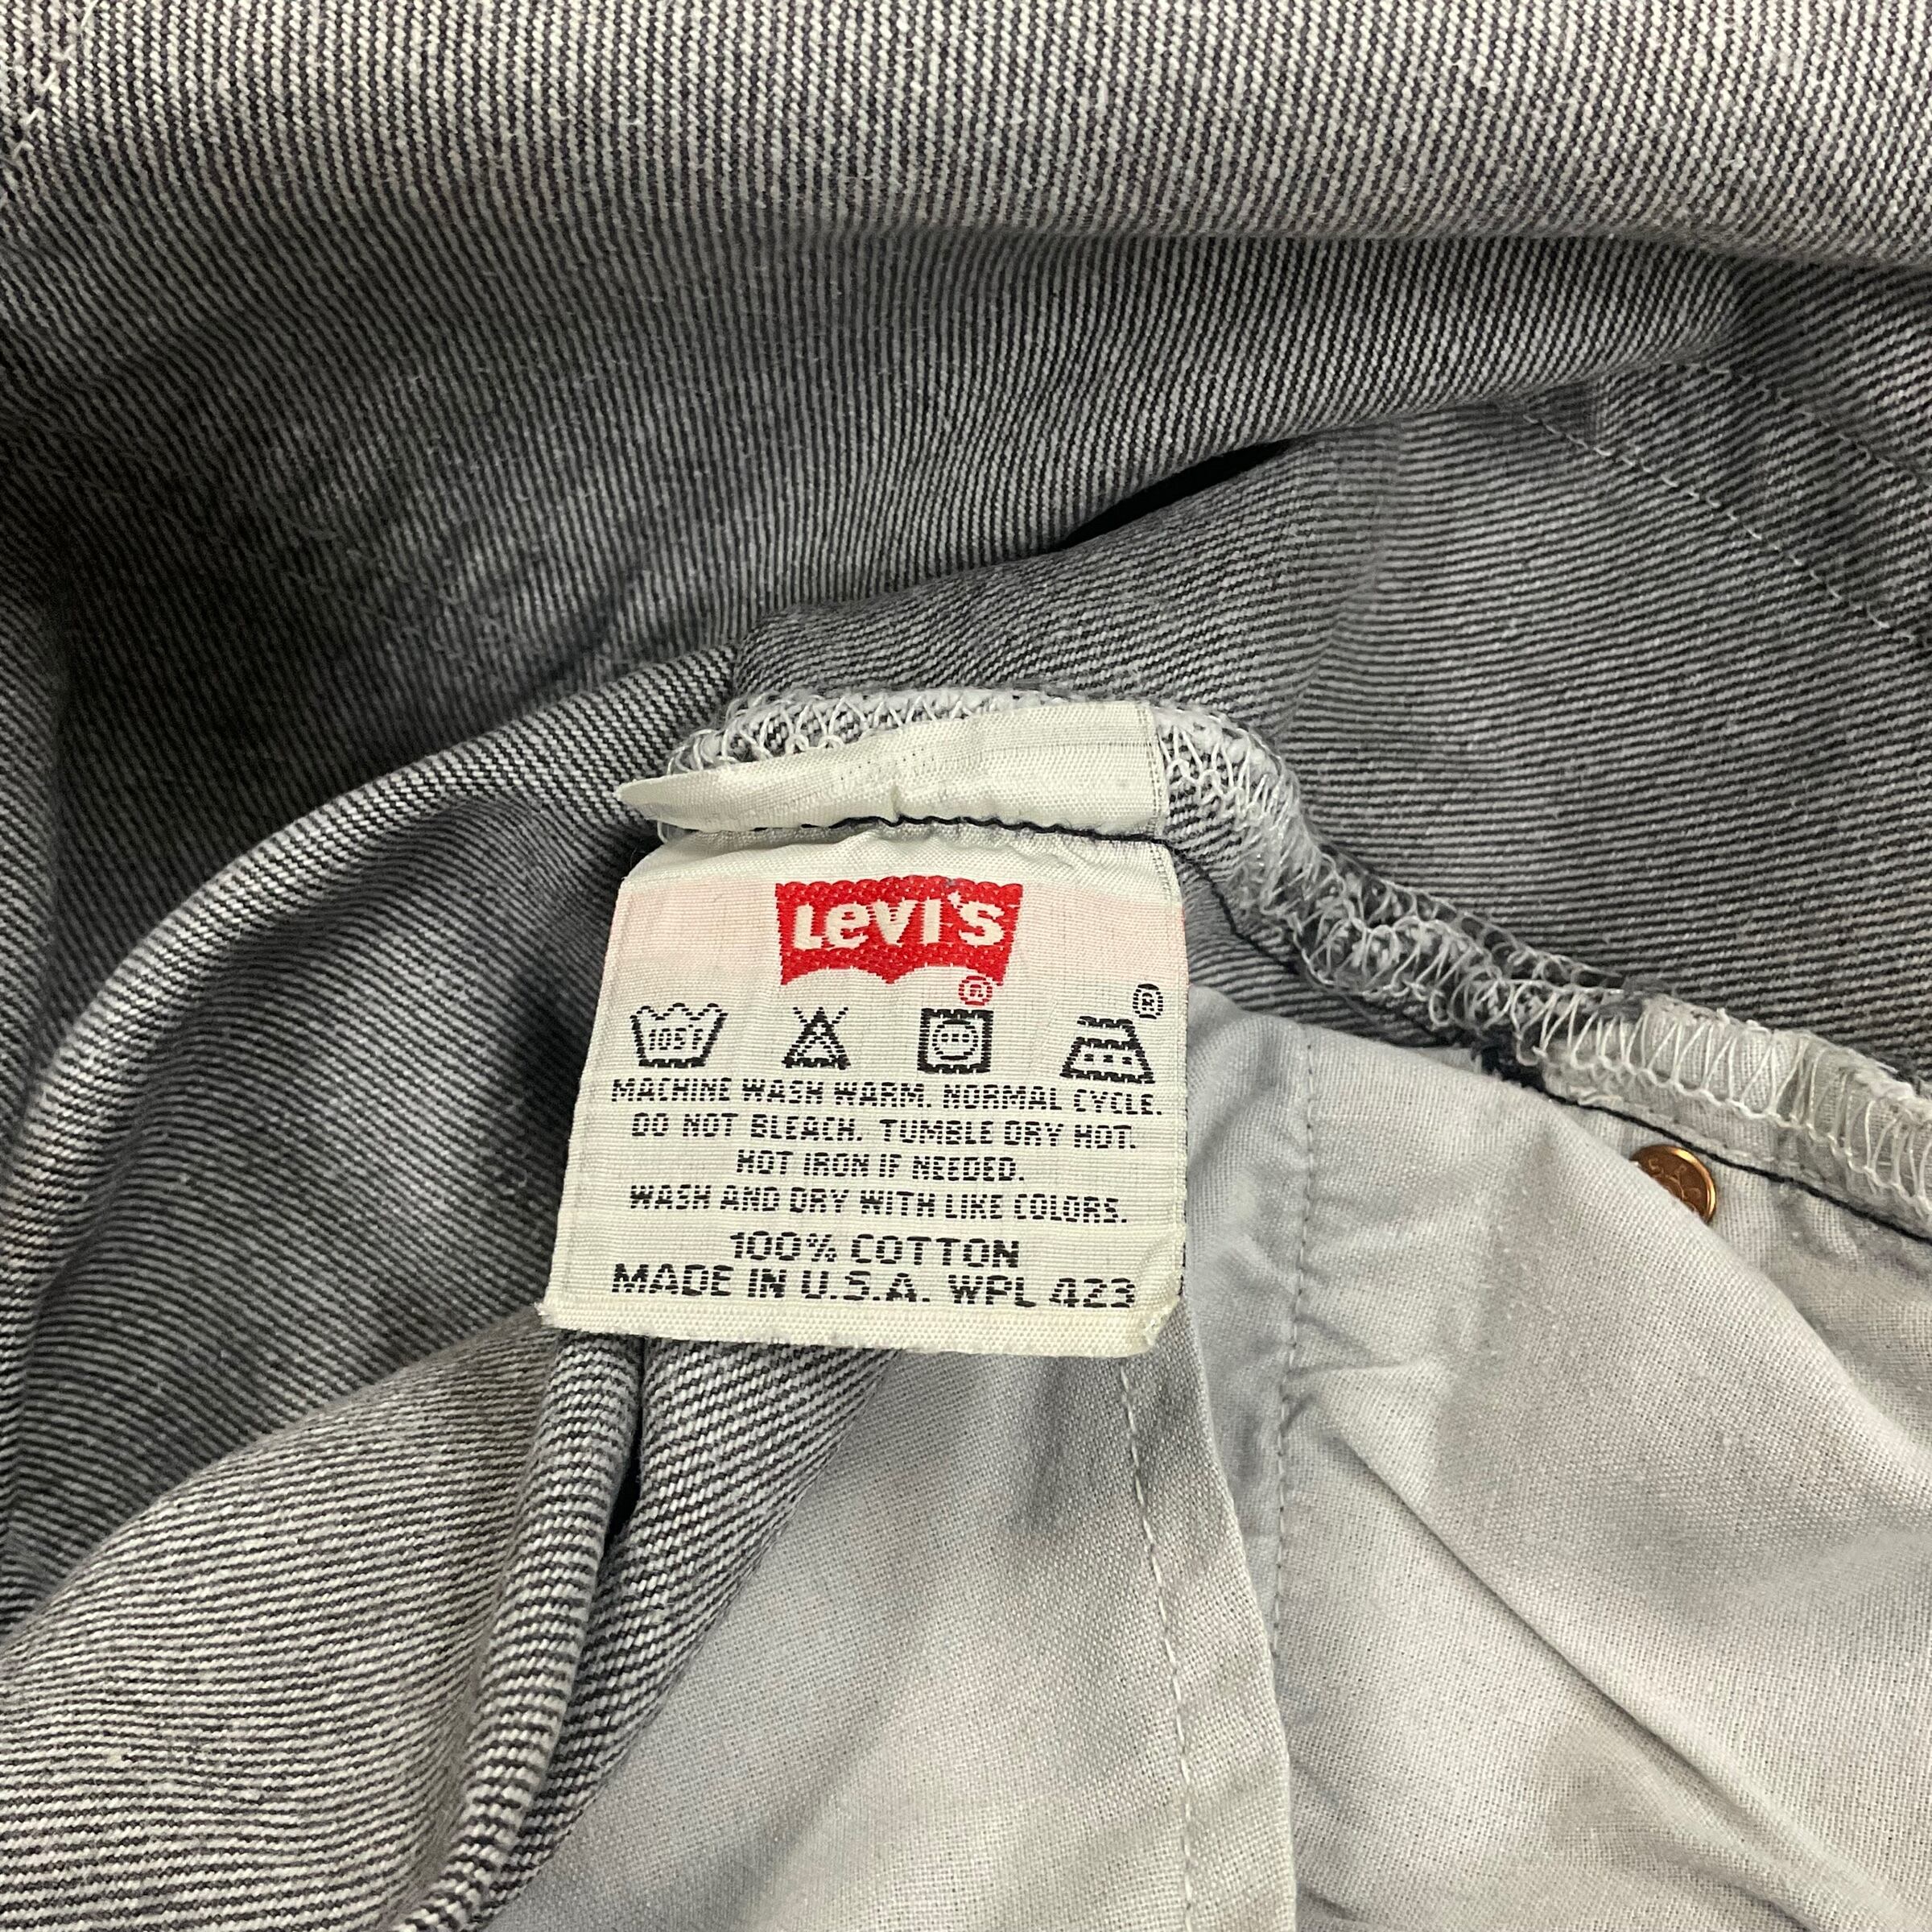 Levi's
®
®
105°F
MACHINE WASH WARM. NORMAL CYCLE.
DO NOT BLEACH. TUMBLE DRY HOT.
HOT IRON IF NEEDED.
WASH AND DRY WITH LIKE COLORS.
100% COTTON
MADE IN U.S.A. WPL 423